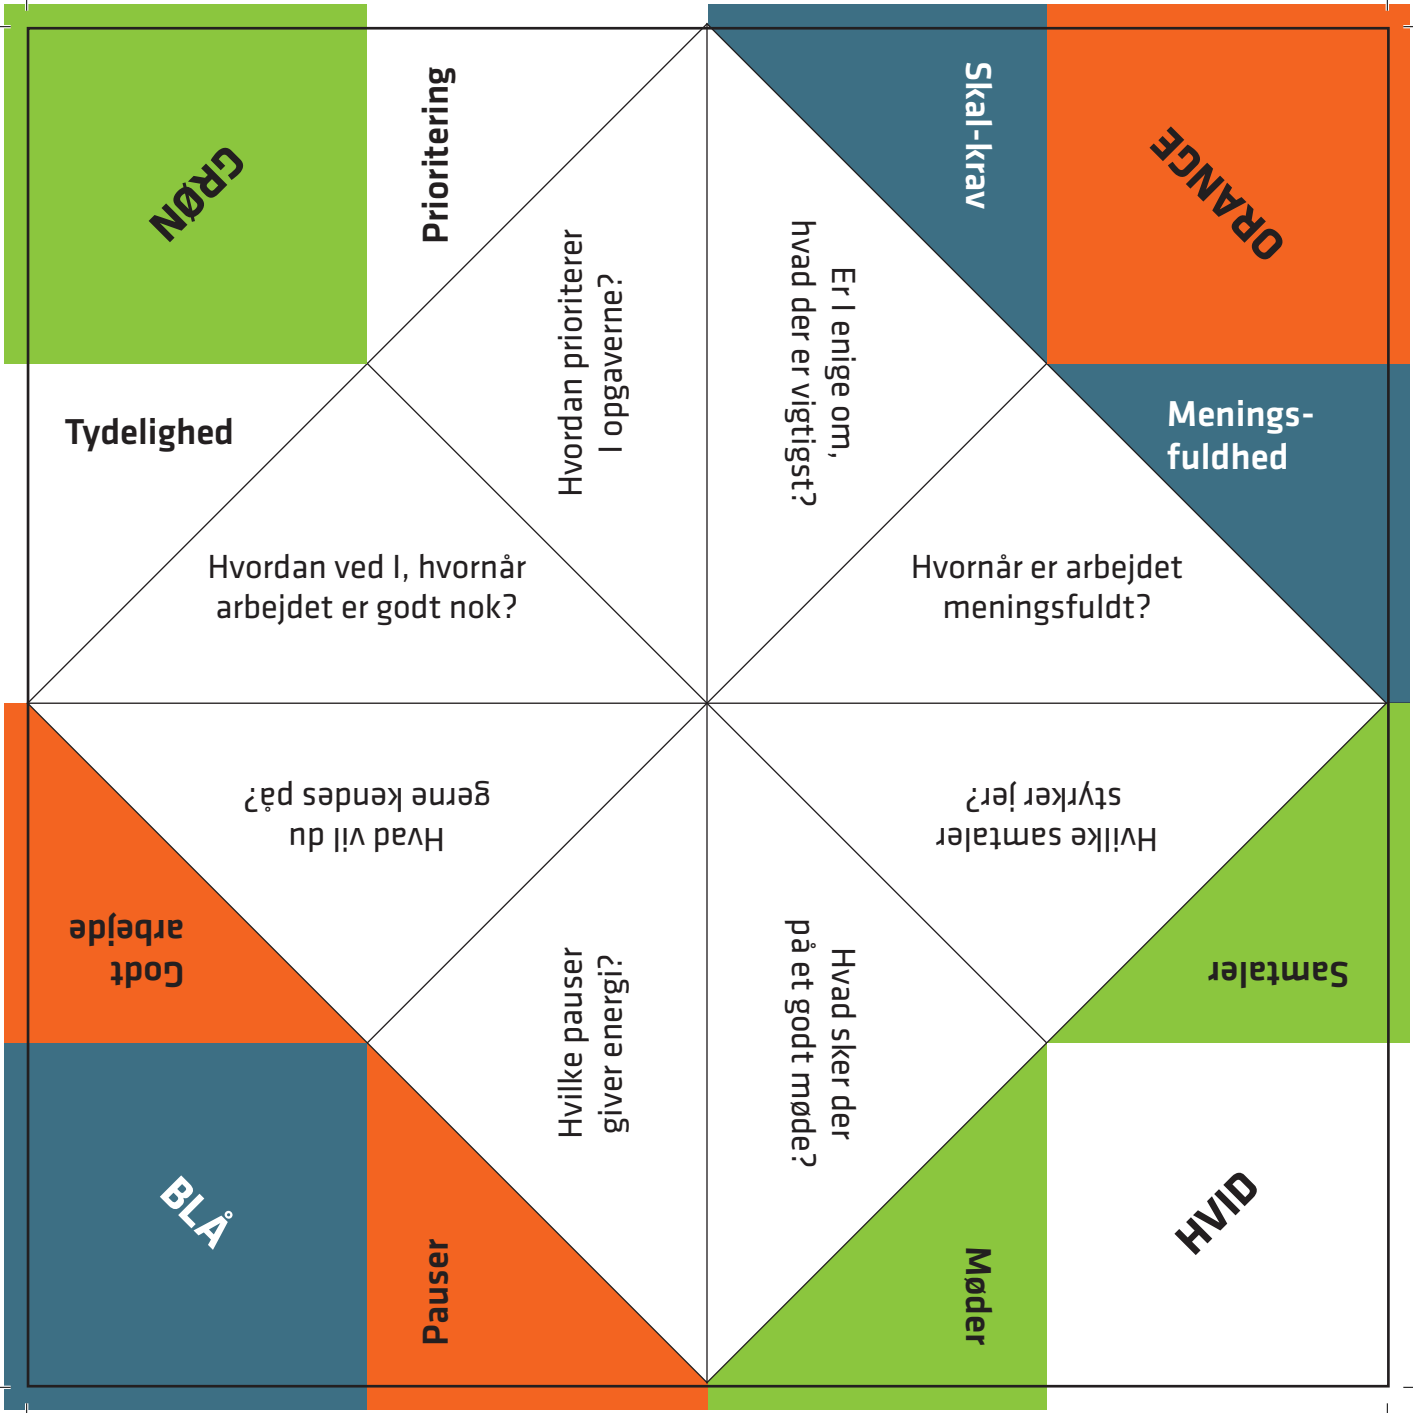 GRØN
Prioritering
Skal-krav
ORANGE
Hvordan prioriterer
I opgaverne?
Er I enige om,
hvad der er vigtigst?
Tydelighed
Menings-
fuldhed
Hvordan ved I, hvornår
arbejdet er godt nok?
Hvornår er arbejdet
meningsfuldt?
Hvad vil du
gerne kendes på?
Hvilke samtaler
styrker jer?
Godt
arbejde
Hvilke pauser
giver energi?
Hvad sker der
på et godt møde?
Samtaler
BLÅ
Pauser
Møder
HVID